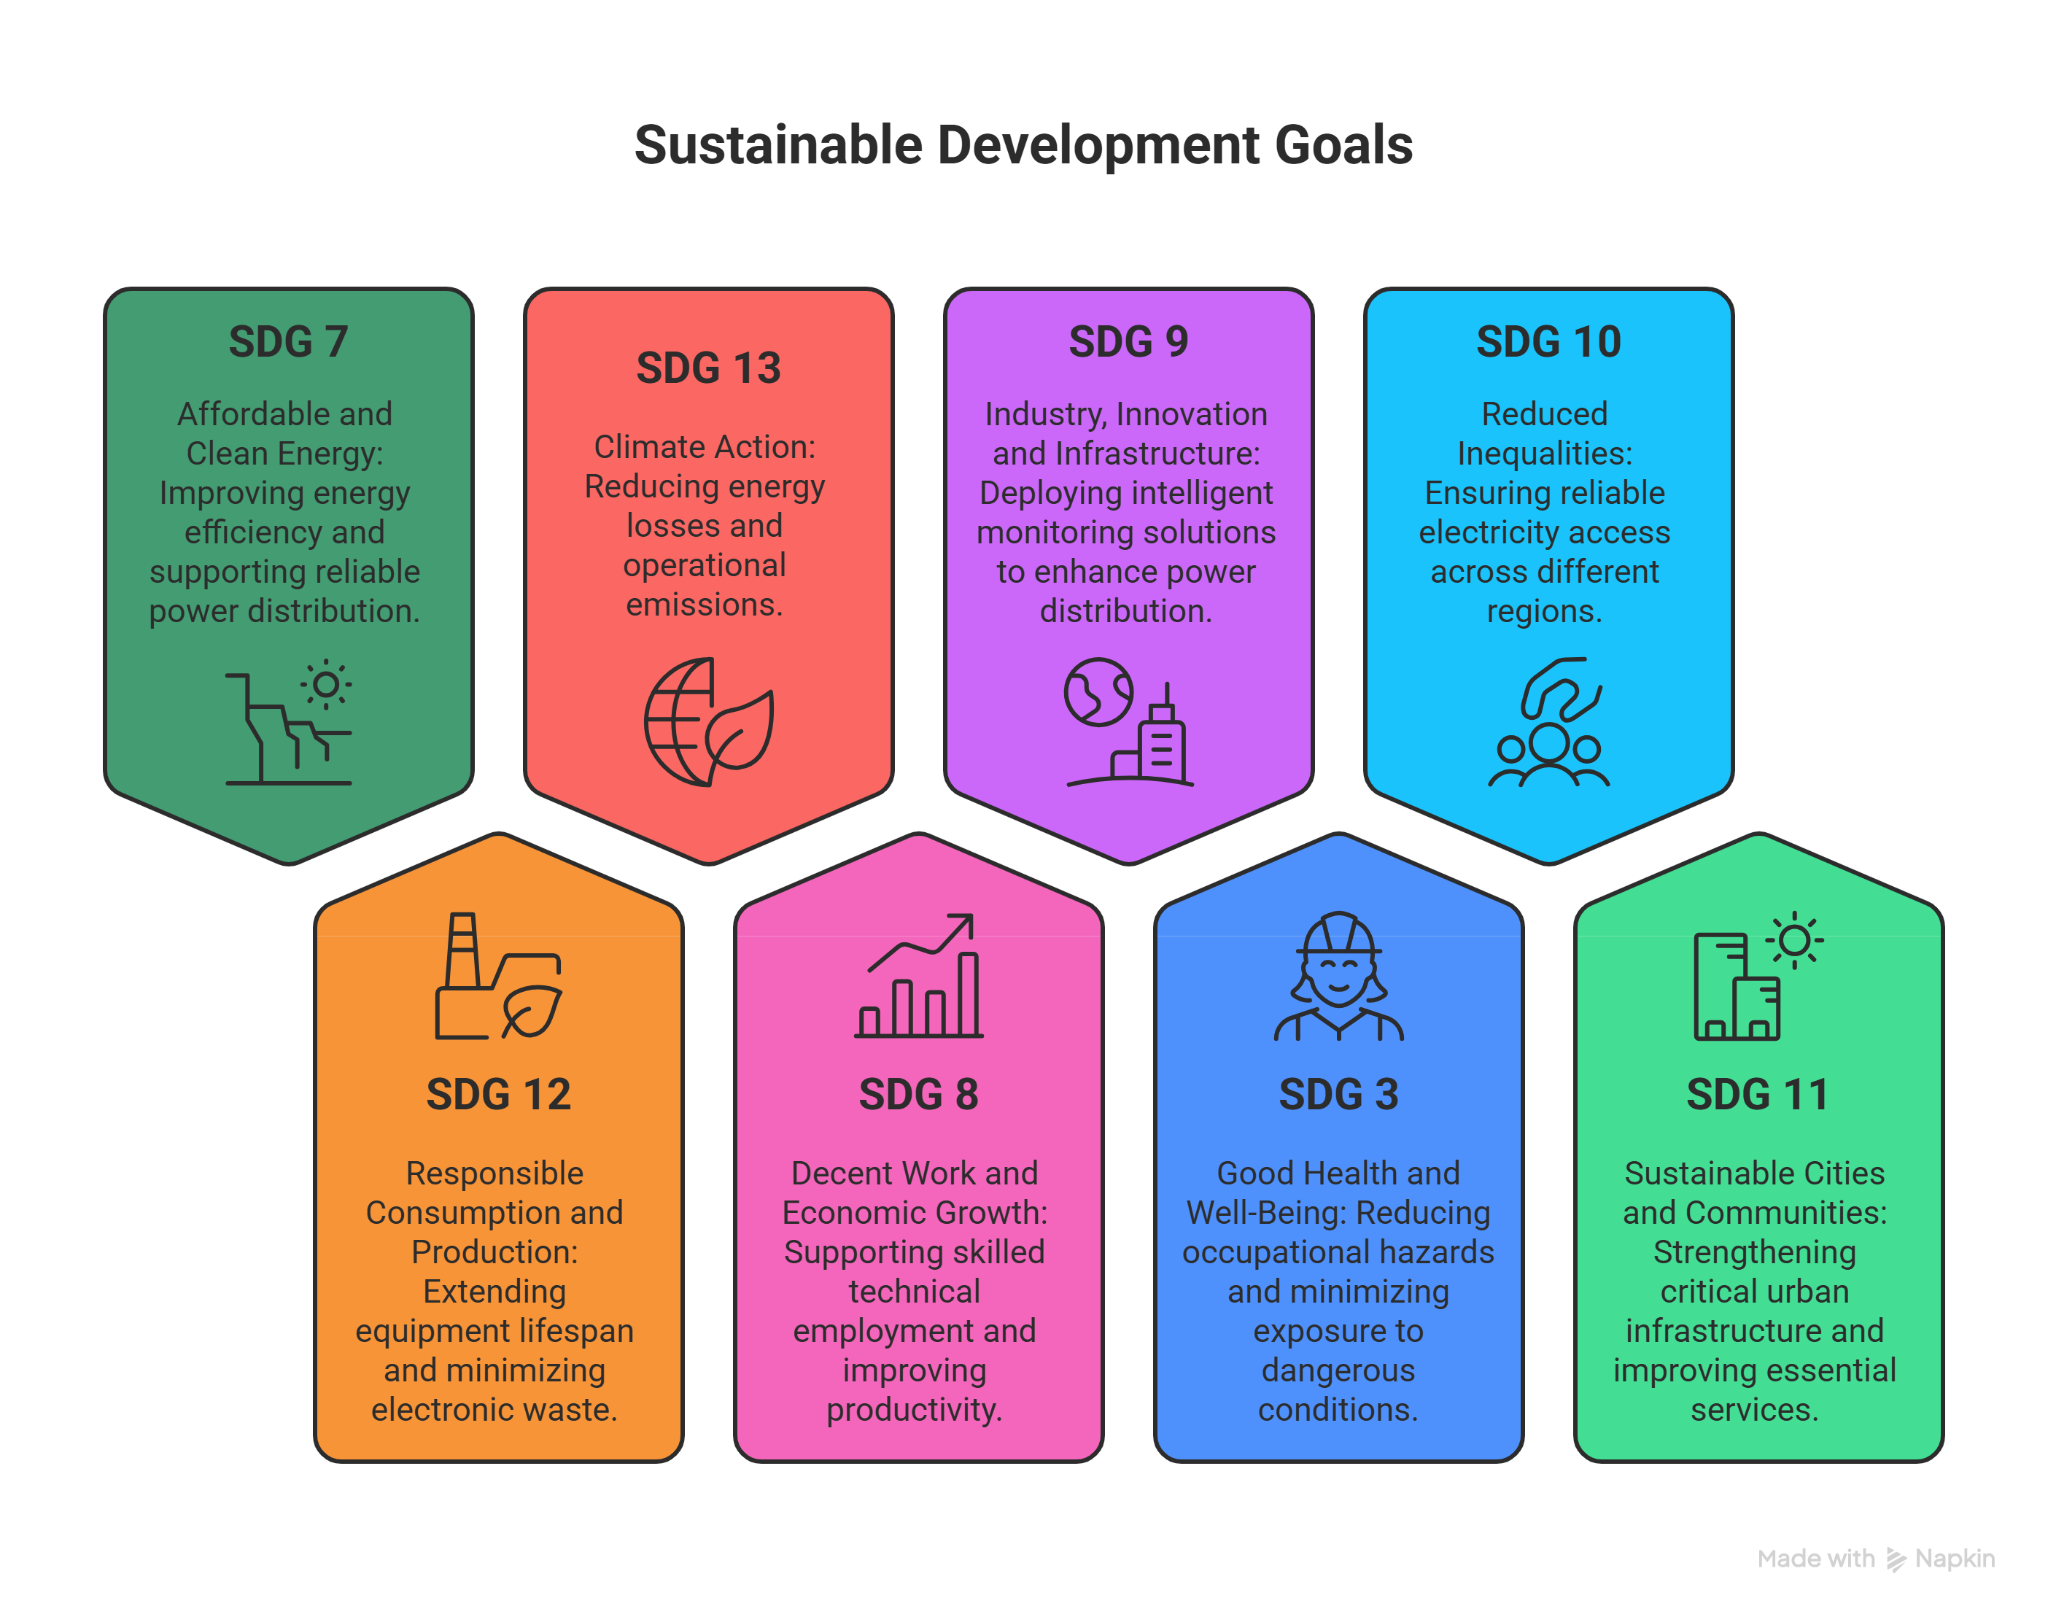 Sustainable Development Goals
SDG 7
Affordable and
Clean Energy:
Improving energy
efficiency and
supporting reliable
power distribution.
SDG 13
Climate Action:
Reducing energy
losses and
operational
emissions.
SDG 9
Industry, Innovation
and Infrastructure:
Deploying intelligent
monitoring solutions
to enhance power
distribution.
SDG 10
Reduced
Inequalities:
Ensuring reliable
electricity access
across different
regions.
SDG 12
Responsible
Consumption and
Production:
Extending
equipment lifespan
and minimizing
electronic waste.
SDG 8
Decent Work and
Economic Growth:
Supporting skilled
technical
employment and
improving
productivity.
SDG 3
Good Health and
Well-Being: Reducing
occupational hazards
and minimizing
exposure to
dangerous
conditions.
SDG 11
Sustainable Cities
and Communities:
Strengthening
critical urban
infrastructure and
improving essential
services.
Made with Napkin